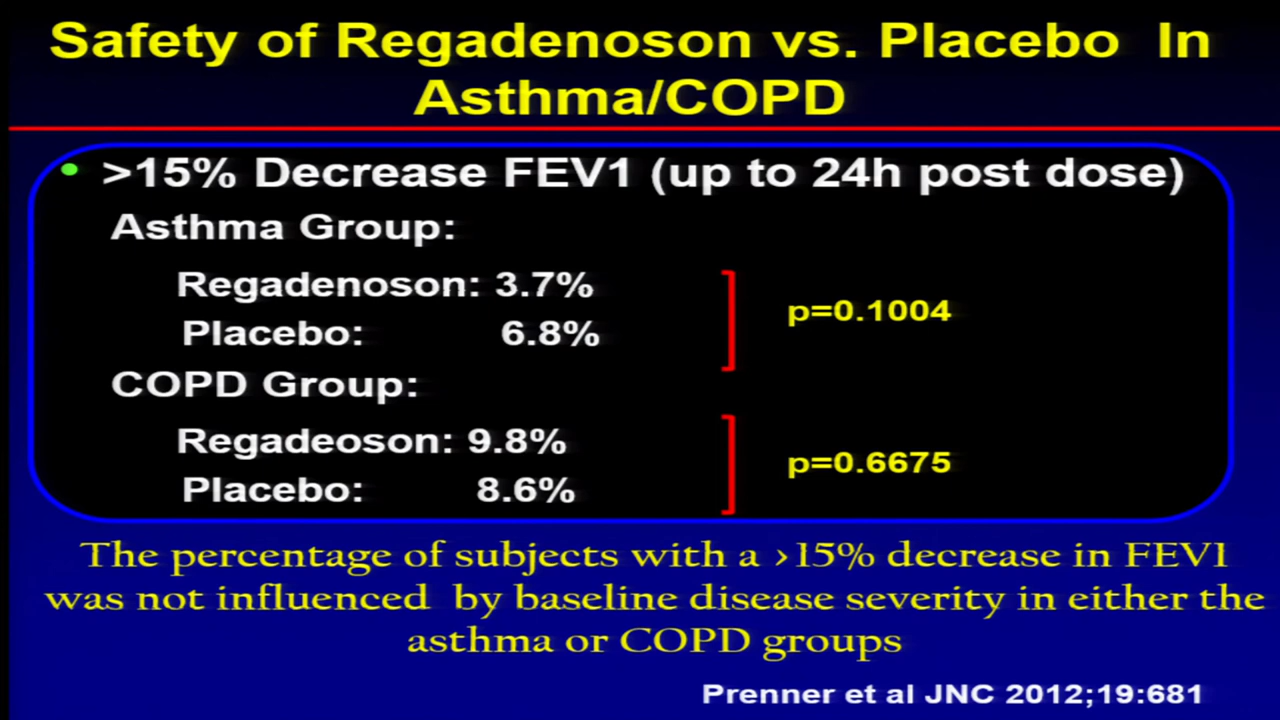 Safety of Regadenoson vs. Placebo In
Asthma/COPD
• >15% Decrease FEV1 (up to 24h post dose)
Asthma Group:
Regadenoson: 3.7%
p=0.1004
Placebo: 6.8%
COPD Group:
Regadeoson: 9.8%
p=0.6675
Placebo: 8.6%
The percentage of subjects with a >15% decrease in FEV1
was not influenced by baseline disease severity in either the
asthma or COPD groups
Prenner et al JNC 2012;19:681